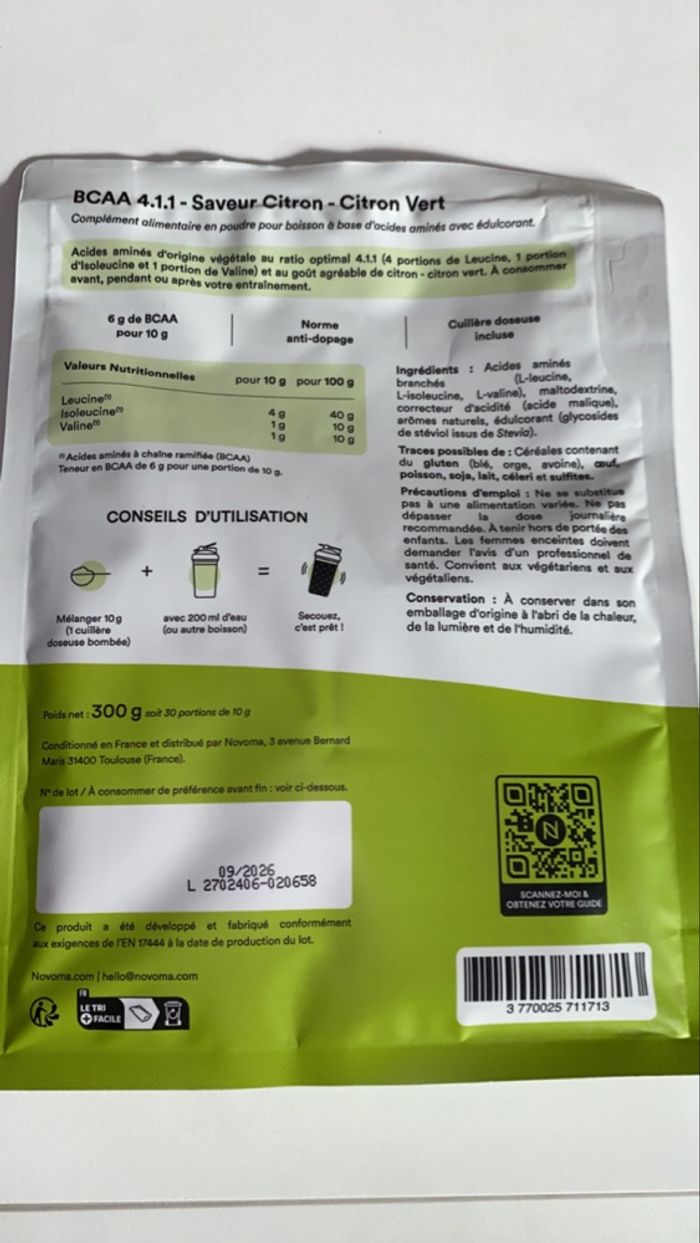 BCAA 4.1.1 - Saveur Citron - Citron Vert
Complément alimentaire en poudre pour boisson à base d'acides aminés avec édulcorant.
Acides aminés d'origine végétale au ratio optimal 4.1.1 (4 portions de Leucine, 1 portion
d'Isoleucine et 1 portion de Valine) et au goût agréable de citron - citron vert. À consommer
avant, pendant ou après votre entraînement.
6 g de BCAA
pour 10 g
Norme
anti-dopage
Cuillère doseuse
incluse
Valeurs Nutritionnelles pour 10 g pour 100 g
Leucine⁽¹⁾ 4 g 40 g
Isoleucine⁽¹⁾ 1 g 10 g
Valine⁽¹⁾ 1 g 10 g
⁽¹⁾Acides aminés à chaîne ramifiée (BCAA)
Teneur en BCAA de 6 g pour une portion de 10 g.
CONSEILS D'UTILISATION
+
=
Mélanger 10 g
(1 cuillère
doseuse bombée)
avec 200 ml d'eau
(ou autre boisson)
Secouez,
c'est prêt !
Ingrédients : Acides aminés
branchés (L-leucine,
L-isoleucine, L-valine), maltodextrine,
correcteur d'acidité (acide malique),
arômes naturels, édulcorant (glycosides
de stéviol issus de Stevia).
Traces possibles de : Céréales contenant
du gluten (blé, orge, avoine), œuf,
poisson, soja, lait, céleri et sulfites.
Précautions d'emploi : Ne se substitue
pas à une alimentation variée. Ne pas
dépasser la dose journalière
recommandée. À tenir hors de portée des
enfants. Les femmes enceintes doivent
demander l'avis d'un professionnel de
santé. Convient aux végétariens et aux
végétaliens.
Conservation : À conserver dans son
emballage d'origine à l'abri de la chaleur,
de la lumière et de l'humidité.
Poids net : 300 g soit 30 portions de 10 g
Conditionné en France et distribué par Novoma, 3 avenue Bernard
Maris 31400 Toulouse (France).
N° de lot / À consommer de préférence avant fin : voir ci-dessous.
09/2026
L 2702406-020658
Ce produit a été développé et fabriqué conformément
aux exigences de l'EN 17444 à la date de production du lot.
Novoma.com | hello@novoma.com
FR
LE TRI
+ FACILE
N
SCANNEZ-MOI &
OBTENEZ VOTRE GUIDE
3 770025 711713